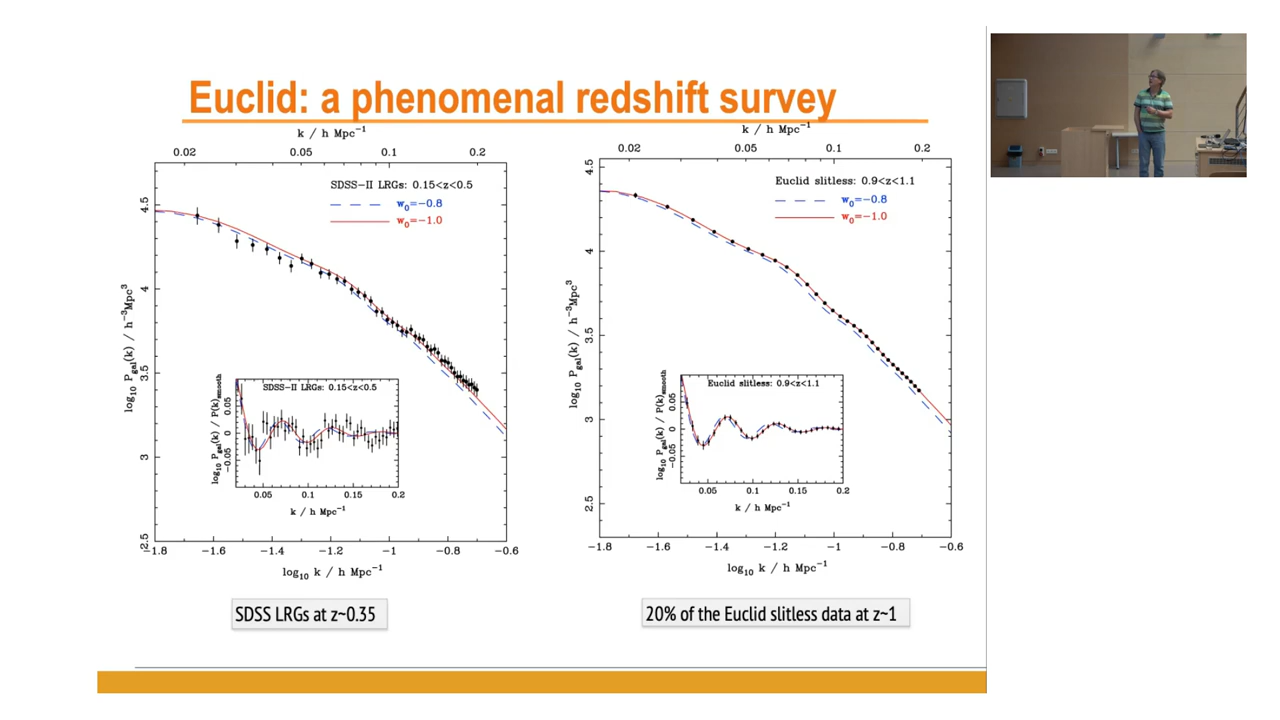 Euclid: a phenomenal redshift survey
k / h Mpc⁻¹
0.02 0.05 0.1 0.2
SDSS-II LRGs: 0.15<z<0.5
w₀=-0.8
w₀=-1.0
log₁₀ P_gal(k) / h⁻³Mpc³
4.5
4
3.5
3
2.5
SDSS-II LRGs: 0.15<z<0.5
log₁₀ P_gal(k) / P(k)_smooth
0.05
0
-0.05
0.05 0.1 0.15 0.2
k / h Mpc⁻¹
-1.8 -1.6 -1.4 -1.2 -1 -0.8 -0.6
log₁₀ k / h Mpc⁻¹
SDSS LRGs at z~0.35
k / h Mpc⁻¹
0.02 0.05 0.1 0.2
Euclid slitless: 0.9<z<1.1
w₀=-0.8
w₀=-1.0
log₁₀ P_gal(k) / h⁻³Mpc³
4.5
4
3.5
3
2.5
Euclid slitless: 0.9<z<1.1
log₁₀ P_gal(k) / P(k)_smooth
0.05
0
-0.05
0.05 0.1 0.15 0.2
k / h Mpc⁻¹
-1.8 -1.6 -1.4 -1.2 -1 -0.8 -0.6
log₁₀ k / h Mpc⁻¹
20% of the Euclid slitless data at z~1